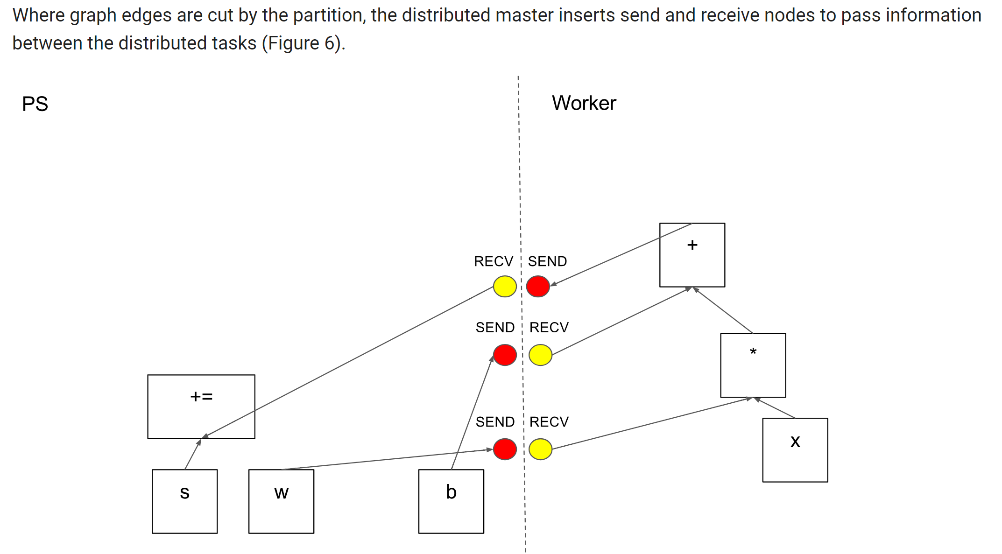 Where graph edges are cut by the partition, the distributed master inserts send and receive nodes to pass information
between the distributed tasks (Figure 6).
PS
Worker
+
RECV SEND
SEND RECV
*
+=
SEND RECV
x
s
w
b